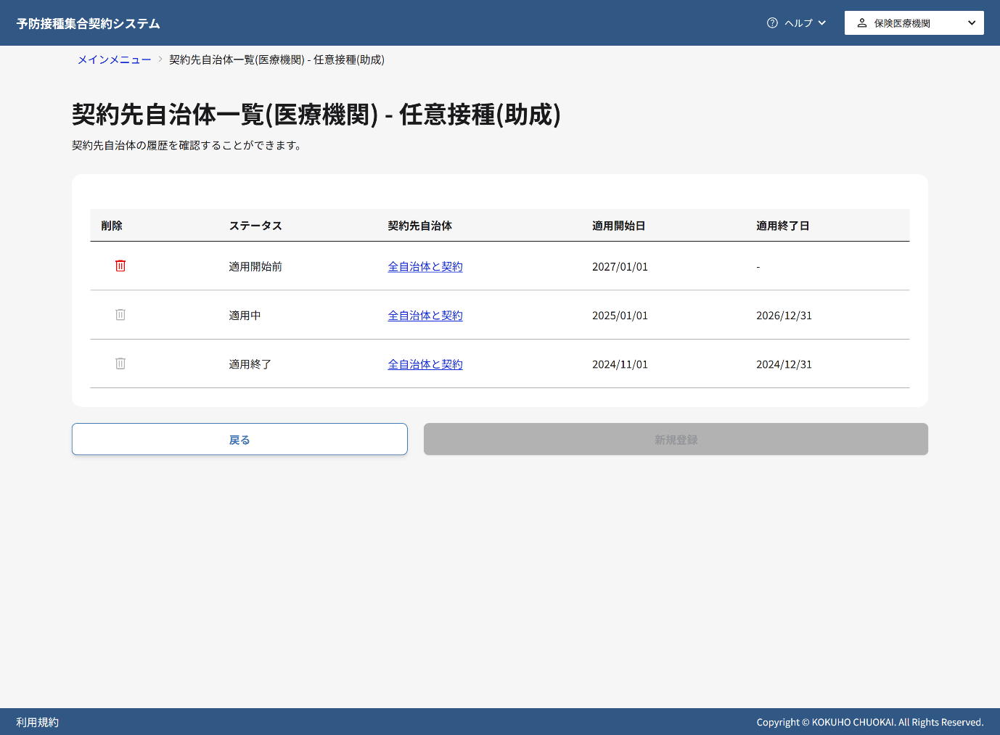 予防接種集合契約システム
ヘルプ
保険医療機関
メインメニュー > 契約先自治体一覧(医療機関) - 任意接種(助成)
契約先自治体一覧(医療機関) - 任意接種(助成)
契約先自治体の履歴を確認することができます。
削除 ステータス 契約先自治体 適用開始日 適用終了日
適用開始前 全自治体と契約 2027/01/01 -
適用中 全自治体と契約 2025/01/01 2026/12/31
適用終了 全自治体と契約 2024/11/01 2024/12/31
戻る
新規登録
利用規約
Copyright © KOKUHO CHUOKAI. All Rights Reserved.